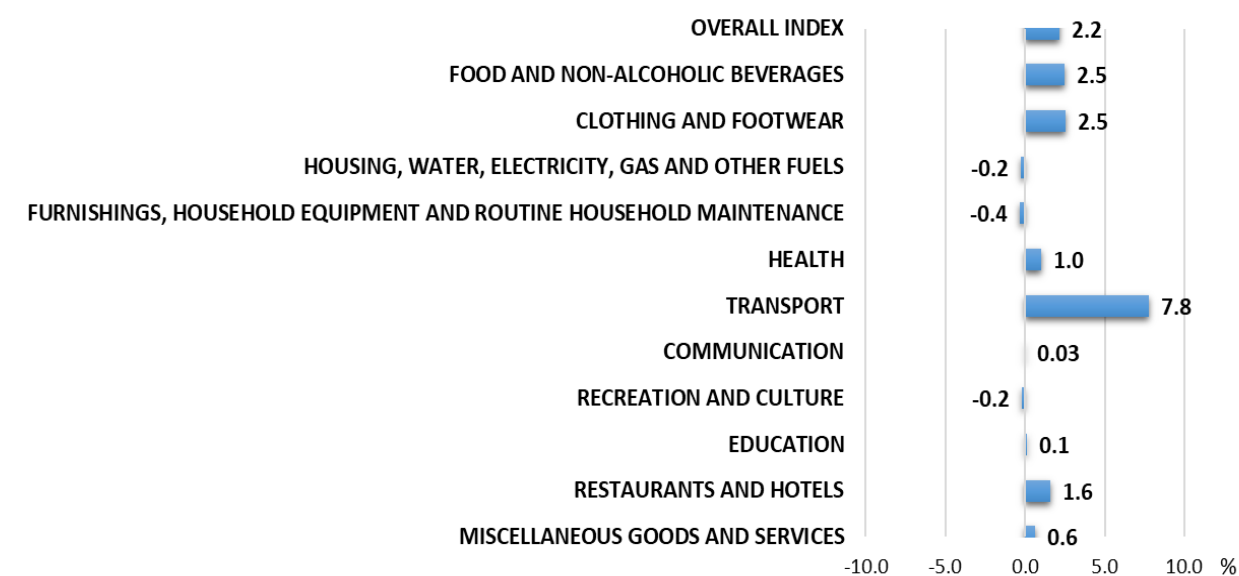 OVERALL INDEX 2.2
FOOD AND NON-ALCOHOLIC BEVERAGES 2.5
CLOTHING AND FOOTWEAR 2.5
HOUSING, WATER, ELECTRICITY, GAS AND OTHER FUELS -0.2
FURNISHINGS, HOUSEHOLD EQUIPMENT AND ROUTINE HOUSEHOLD MAINTENANCE -0.4
HEALTH 1.0
TRANSPORT 7.8
COMMUNICATION 0.03
RECREATION AND CULTURE -0.2
EDUCATION 0.1
RESTAURANTS AND HOTELS 1.6
MISCELLANEOUS GOODS AND SERVICES 0.6
-10.0 -5.0 0.0 5.0 10.0 %